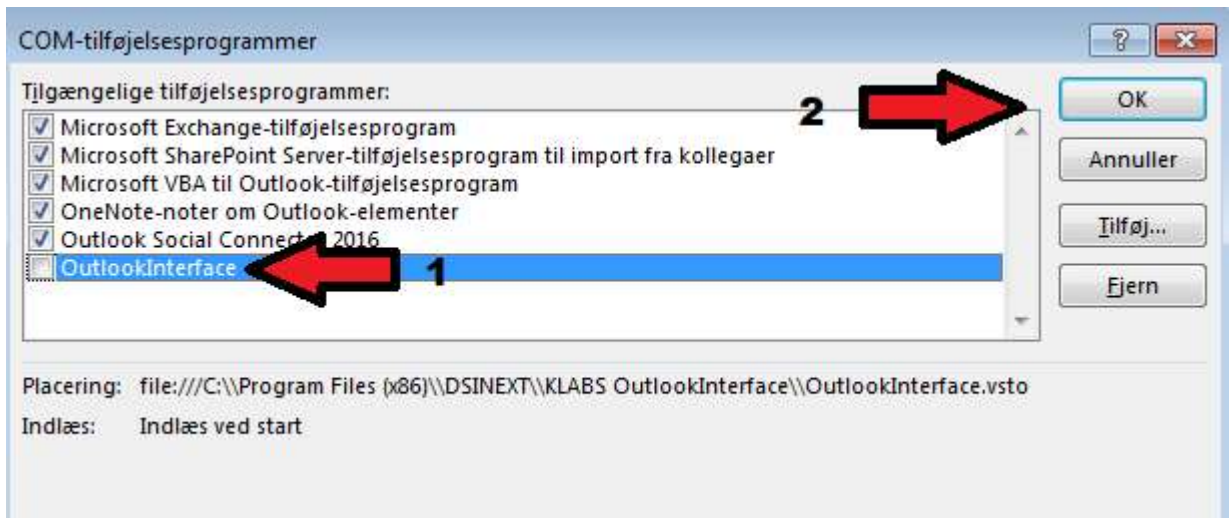 COM-tilføjelsesprogrammer
Tilgængelige tilføjelsesprogrammer:
Microsoft Exchange-tilføjelsesprogram
Microsoft SharePoint Server-tilføjelsesprogram til import fra kollegaer
Microsoft VBA til Outlook-tilføjelsesprogram
OneNote-noter om Outlook-elementer
Outlook Social 2016
OutlookInterface
1
2
OK
Annuller
Tilføj...
Fjern
Placering: file:///C:\\Program Files (x86)\\DSINEXT\\KLABS OutlookInterface\\OutlookInterface.vsto
Indlæs: Indlæs ved start